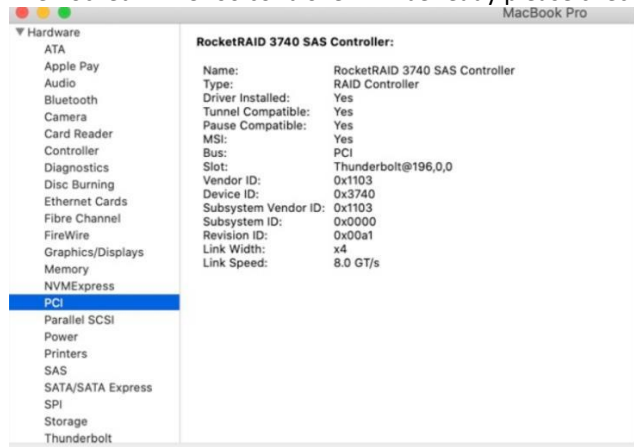 MacBook Pro
Hardware
ATA
Apple Pay
Audio
Bluetooth
Camera
Card Reader
Controller
Diagnostics
Disc Burning
Ethernet Cards
Fibre Channel
FireWire
Graphics/Displays
Memory
NVMExpress
PCI
Parallel SCSI
Power
Printers
SAS
SATA/SATA Express
SPI
Storage
Thunderbolt
RocketRAID 3740 SAS Controller:
Name: RocketRAID 3740 SAS Controller
Type: RAID Controller
Driver Installed: Yes
Tunnel Compatible: Yes
Pause Compatible: Yes
MSI: Yes
Bus: PCI
Slot: Thunderbolt@196,0,0
Vendor ID: 0x1103
Device ID: 0x3740
Subsystem Vendor ID: 0x1103
Subsystem ID: 0x0000
Revision ID: 0x00a1
Link Width: x4
Link Speed: 8.0 GT/s